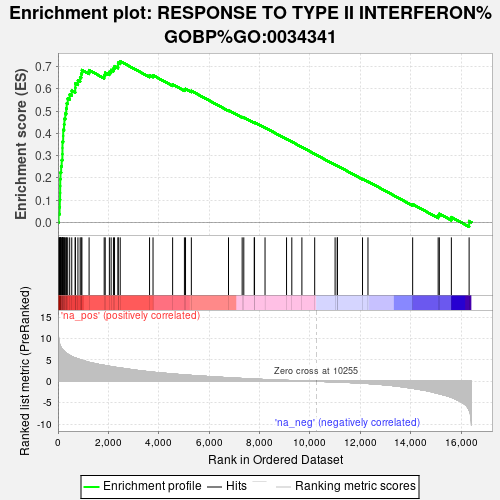 Enrichment plot: RESPONSE TO TYPE II INTERFERON%
GOBP%GO:0034341
Enrichment score (ES)
0.7
0.6
0.5
0.4
0.3
0.2
0.1
0.0
Ranked list metric (PreRanked)
15
10
5
0
-5
-10
'na_pos' (positively correlated)
Zero cross at 10255
'na_neg' (negatively correlated)
0 2,000 4,000 6,000 8,000 10,000 12,000 14,000 16,000
Rank in Ordered Dataset
Enrichment profile Hits Ranking metric scores